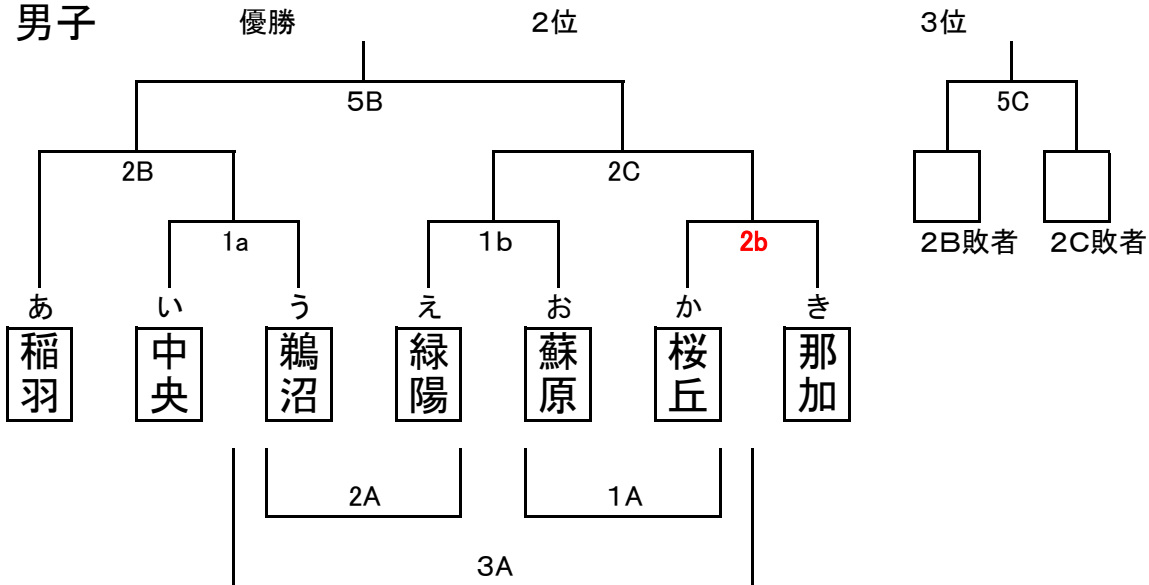 男子 優勝 2位 3位
5B 5C
2B 2C
1a 1b 2b 2B敗者 2C敗者
あ い う え お か き
稲羽 中央 鵜沼 緑陽 蘇原 桜丘 那加
2A 1A
3A